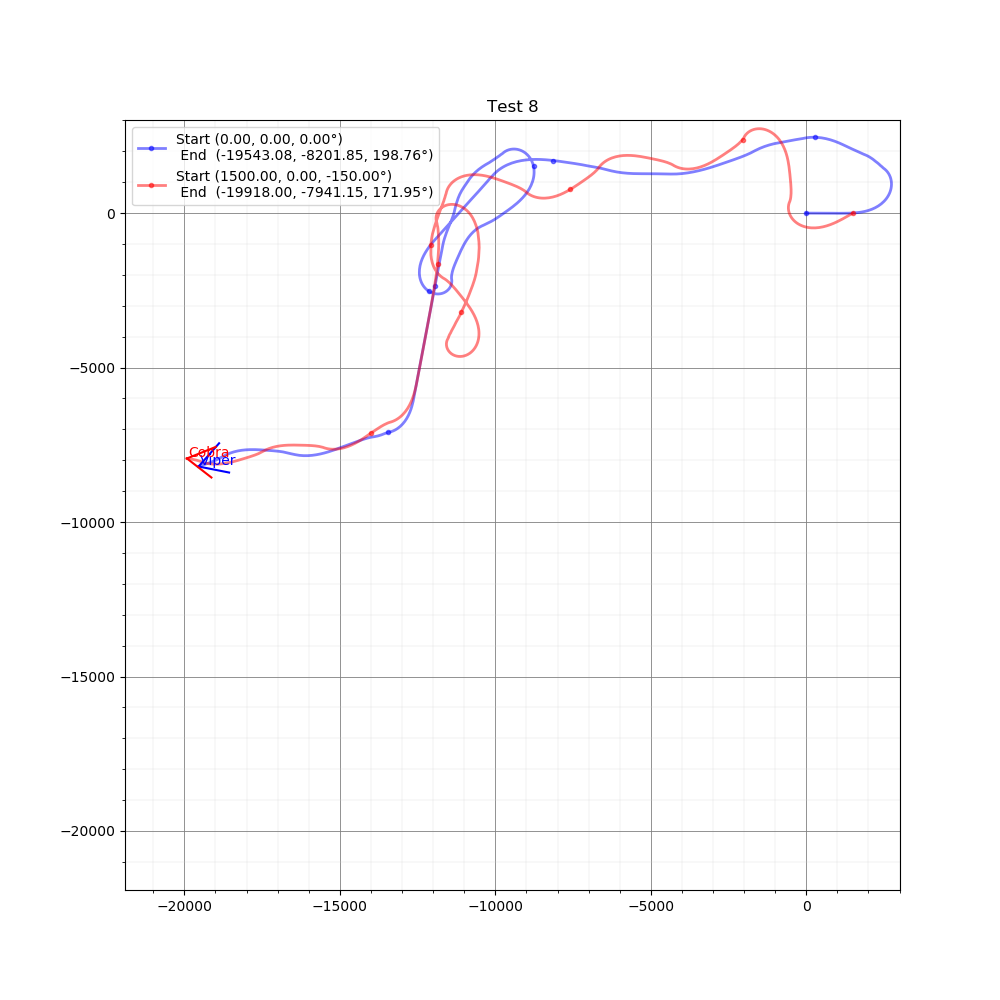 Test 8
Start (0.00, 0.00, 0.00°)
End  (-19543.08, -8201.85, 198.76°)
Start (1500.00, 0.00, -150.00°)
End  (-19918.00, -7941.15, 171.95°)
0
−5000
−10000
−15000
−20000
Cobra
Viper
−20000 −15000 −10000 −5000 0